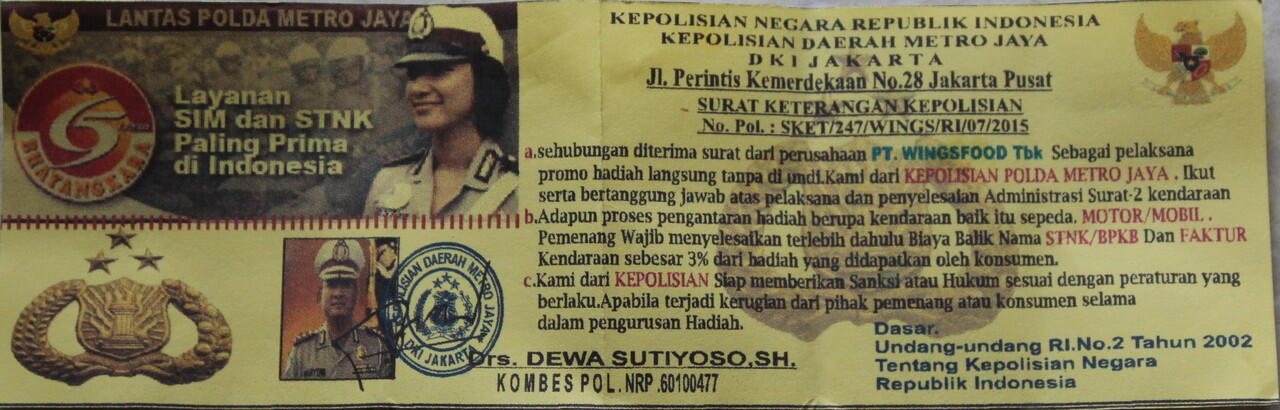 LANTAS POLDA METRO JAYA
Layanan
SIM dan STNK
Paling Prima
di Indonesia
BHAYANGKARA
KEPOLISIAN NEGARA REPUBLIK INDONESIA
KEPOLISIAN DAERAH METRO JAYA
DKI JAKARTA
Jl. Perintis Kemerdekaan No.28 Jakarta Pusat
SURAT KETERANGAN KEPOLISIAN
No. Pol. : SKET/247/WINGS/RI/07/2015
a.sehubungan diterima surat dari perusahaan PT. WINGSFOOD Tbk Sebagai pelaksana
promo hadiah langsung tanpa di undi.Kami dari KEPOLISIAN POLDA METRO JAYA . Ikut
serta bertanggung jawab atas pelaksana dan penyelesaian Administrasi Surat-2 kendaraan
b.Adapun proses pengantaran hadiah berupa kendaraan baik itu sepeda. MOTOR/MOBIL .
Pemenang Wajib menyelesaikan terlebih dahulu Biaya Balik Nama STNK/BPKB Dan FAKTUR
Kendaraan sebesar 3% dari hadiah yang didapatkan oleh konsumen.
c.Kami dari KEPOLISIAN Siap memberikan Sanksi atau Hukum sesuai dengan peraturan yang
berlaku.Apabila terjadi kerugian dari pihak pemenang atau konsumen selama
dalam pengurusan Hadiah.
DAERAH METRO JAYA
DKI JAKARTA
Drs. DEWA SUTIYOSO,SH.
KOMBES POL.NRP .60100477
Dasar.
Undang-undang RI.No.2 Tahun 2002
Tentang Kepolisian Negara
Republik Indonesia